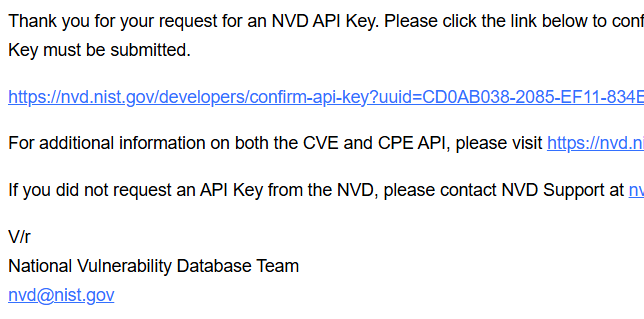 Thank you for your request for an NVD API Key. Please click the link below to conf
Key must be submitted.
https://nvd.nist.gov/developers/confirm-api-key?uuid=CD0AB038-2085-EF11-834E
For additional information on both the CVE and CPE API, please visit https://nvd.n
If you did not request an API Key from the NVD, please contact NVD Support at nv
V/r
National Vulnerability Database Team
nvd@nist.gov